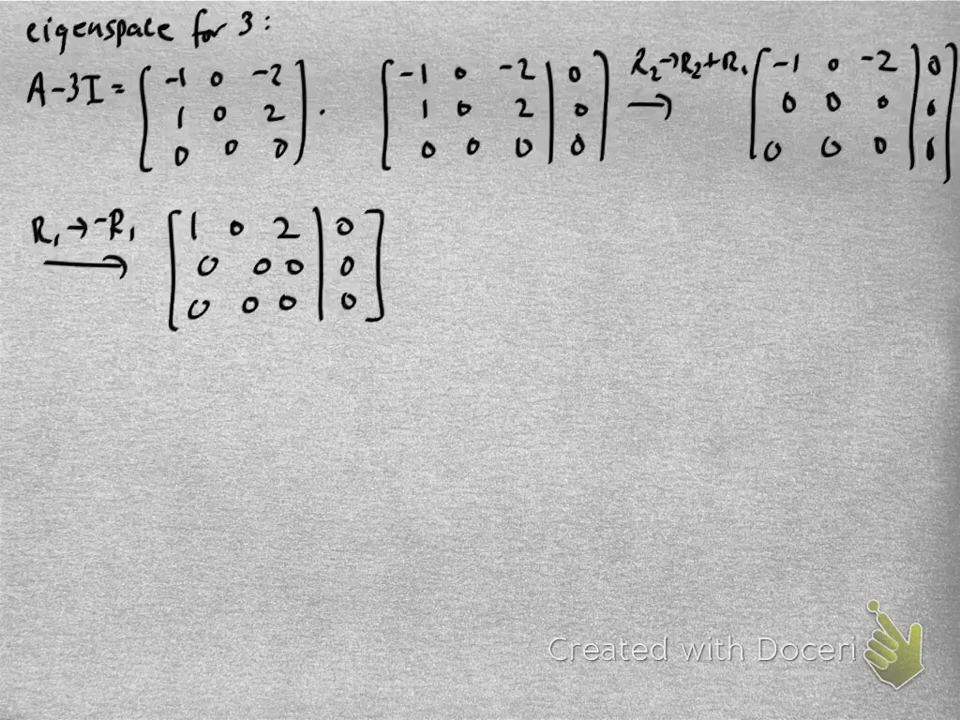 eigenspace for 3:
A-3I = [-1 0 -2; 1 0 2; 0 0 0]. [-1 0 -2 | 0; 1 0 2 | 0; 0 0 0 | 0] R₂→R₂+R₁ → [-1 0 -2 | 0; 0 0 0 | 0; 0 0 0 | 0]
R₁→-R₁ → [1 0 2 | 0; 0 0 0 | 0; 0 0 0 | 0]
Created with Doceri